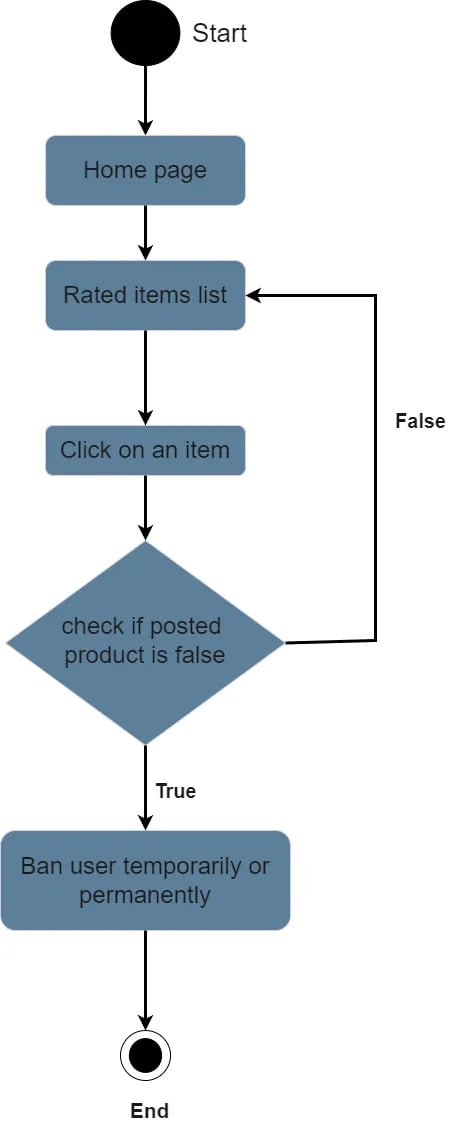 Start
Home page
Rated items list
False
Click on an item
check if posted
product is false
True
Ban user temporarily or
permanently
End